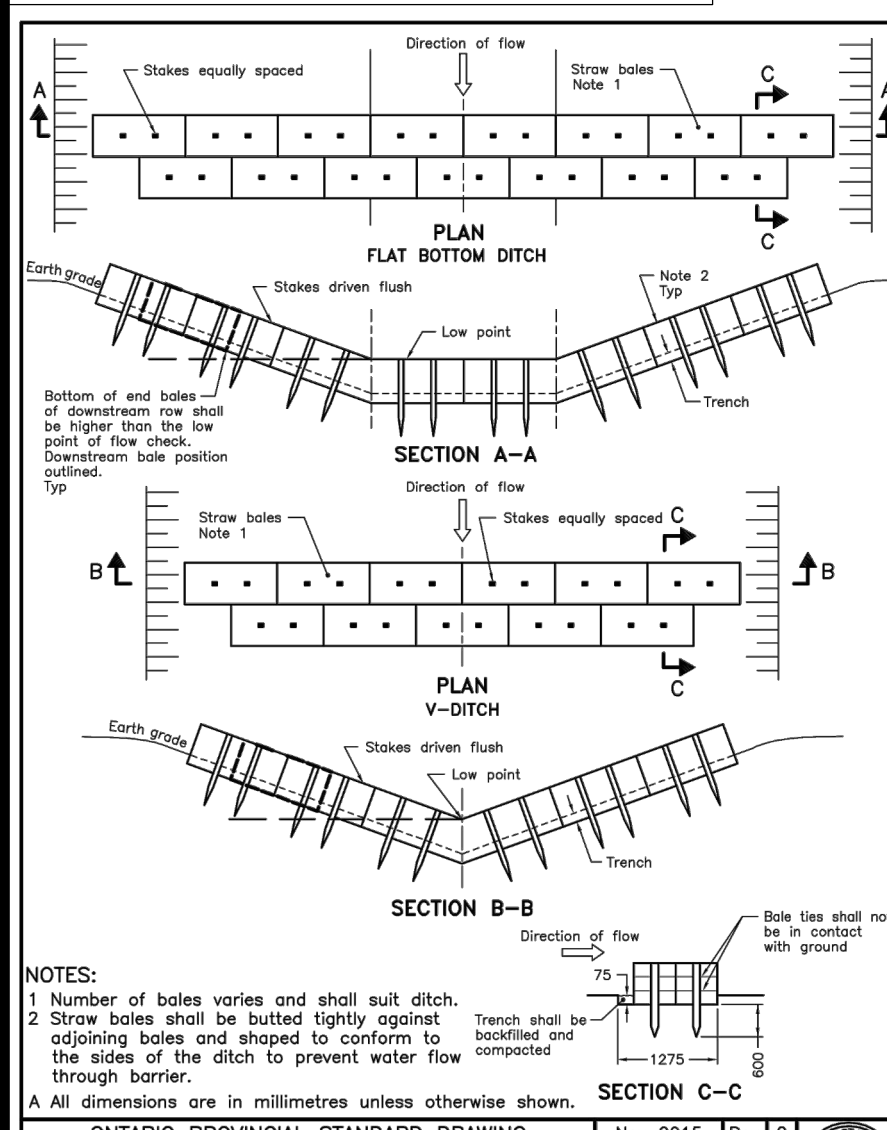 Direction of flow
Stakes equally spaced
Straw bales
Note 1
C
A
A
C
PLAN
FLAT BOTTOM DITCH
Earth grade
Stakes driven flush
Note 2
Typ
Low point
Trench
Bottom of end bales
of downstream row shall
be higher than the low
point of flow check.
Downstream bale position
outlined.
Typ
SECTION A-A
Direction of flow
Straw bales
Note 1
Stakes equally spaced
C
B
B
C
PLAN
V-DITCH
Earth grade
Stakes driven flush
Low point
Trench
SECTION B-B
Direction of flow
Bale ties shall not
be in contact
with ground
75
Trench shall be
backfilled and
compacted
1275
600
SECTION C-C
NOTES:
1 Number of bales varies and shall suit ditch.
2 Straw bales shall be butted tightly against
adjoining bales and shaped to conform to
the sides of the ditch to prevent water flow
through barrier.
A All dimensions are in millimetres unless otherwise shown.
ONTARIO PROVINCIAL STANDARD DRAWING
2015